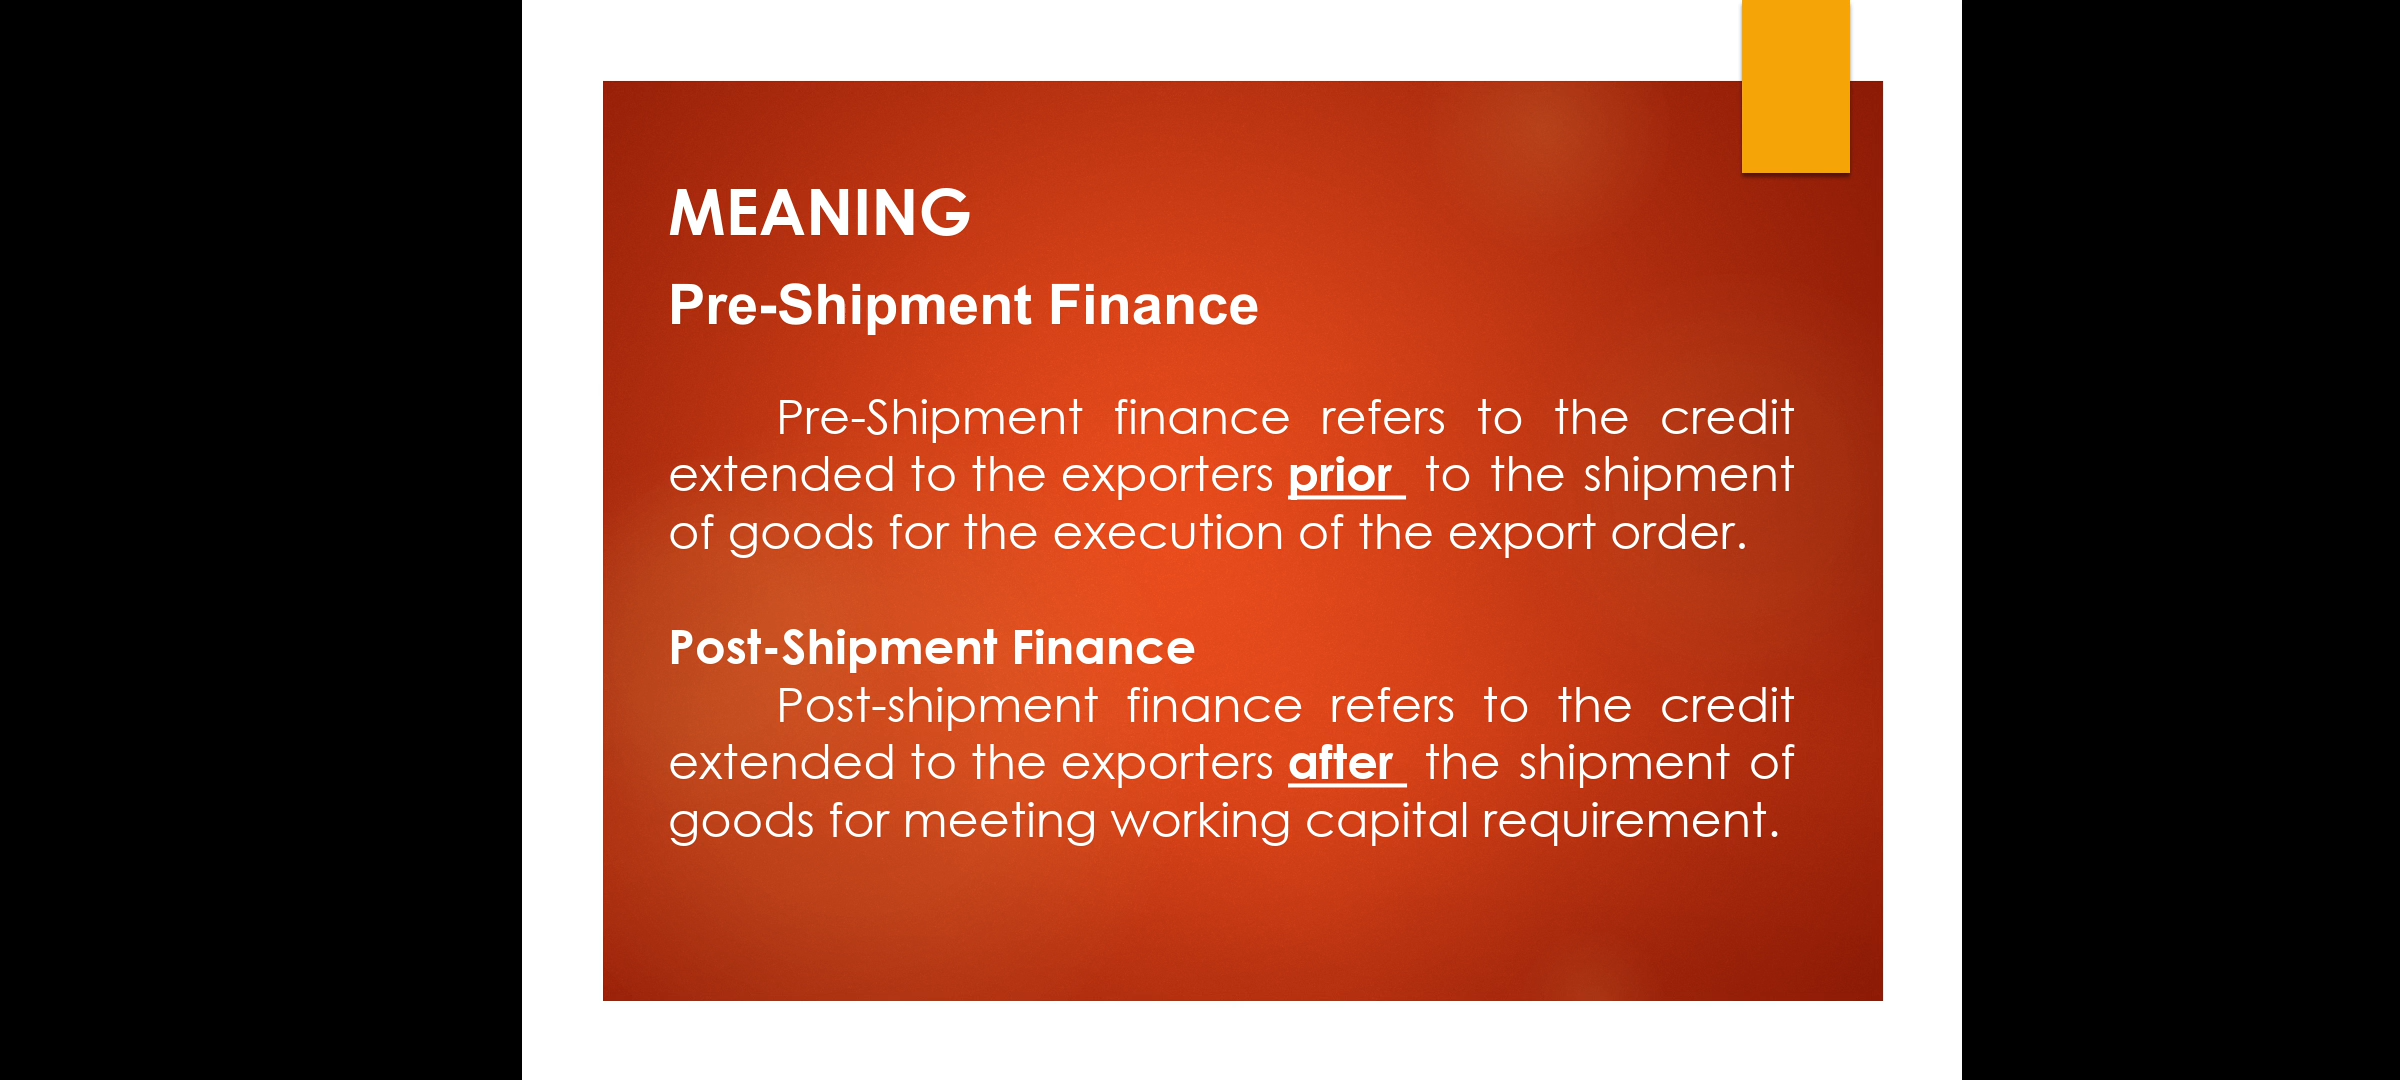 MEANING
Pre-Shipment Finance
Pre-Shipment finance refers to the credit
extended to the exporters prior to the shipment
of goods for the execution of the export order.
Post-Shipment Finance
Post-shipment finance refers to the credit
extended to the exporters after the shipment of
goods for meeting working capital requirement.